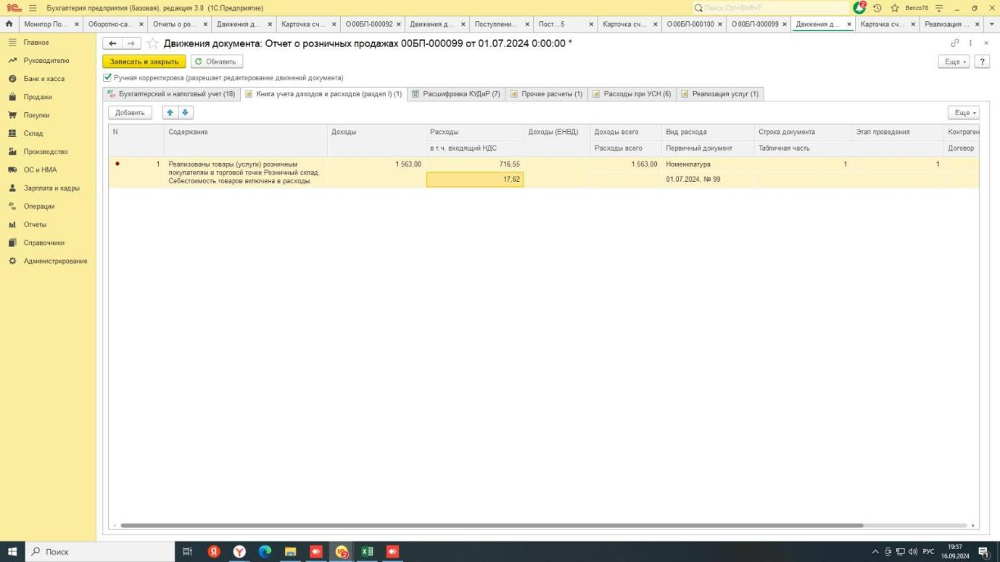 1С Бухгалтерия предприятия (базовая), редакция 3.0 (1С:Предприятие) Поиск Ctrl+Shift+F 2 Benzo78
Монитор По... × Оборотно-са... × Отчеты о ро... × Движения д... × Карточка сч... × О 00БП-000092 × Движения д... × Поступлени... × Пост...5 × Карточка сч... × О 00БП-000100 × О 00БП-000099 × Движения д... × Карточка сч... × Реализация ... ×
Главное
Руководителю
Банк и касса
Продажи
Покупки
Склад
Производство
ОС и НМА
Зарплата и кадры
Операции
Отчеты
Справочники
Администрирование
Движения документа: Отчет о розничных продажах 00БП-000099 от 01.07.2024 0:00:00 *
Записать и закрыть Обновить Еще ?
Ручная корректировка (разрешает редактирование движений документа)
Бухгалтерский и налоговый учет (18) Книга учета доходов и расходов (раздел I) (1) Расшифровка КУДиР (7) Прочие расчеты (1) Расходы при УСН (6) Реализация услуг (1)
Добавить Еще
N Содержание Доходы Расходы Доходы (ЕНВД) Доходы всего Вид расхода Строка документа Этап проведения Контраген
в т.ч. входящий НДС Расходы всего Первичный документ Табличная часть Договор
1 Реализованы товары (услуги) розничным 1 563,00 716,55 1 563,00 Номенклатура 1 1
покупателям в торговой точке Розничный склад.
Себестоимость товаров включена в расходы. 17,62 01.07.2024, № 99
Поиск
РУС 19:57
16.09.2024